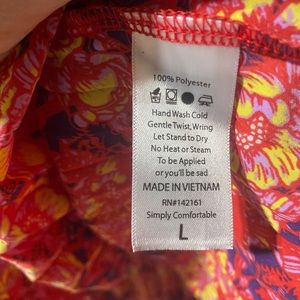 100% Polyester
Hand Wash Cold
Gentle Twist, Wring
Let Stand to Dry
No Heat or Steam
To be Applied
or you'll be sad
MADE IN VIETNAM
RN#142161
Simply Comfortable
L